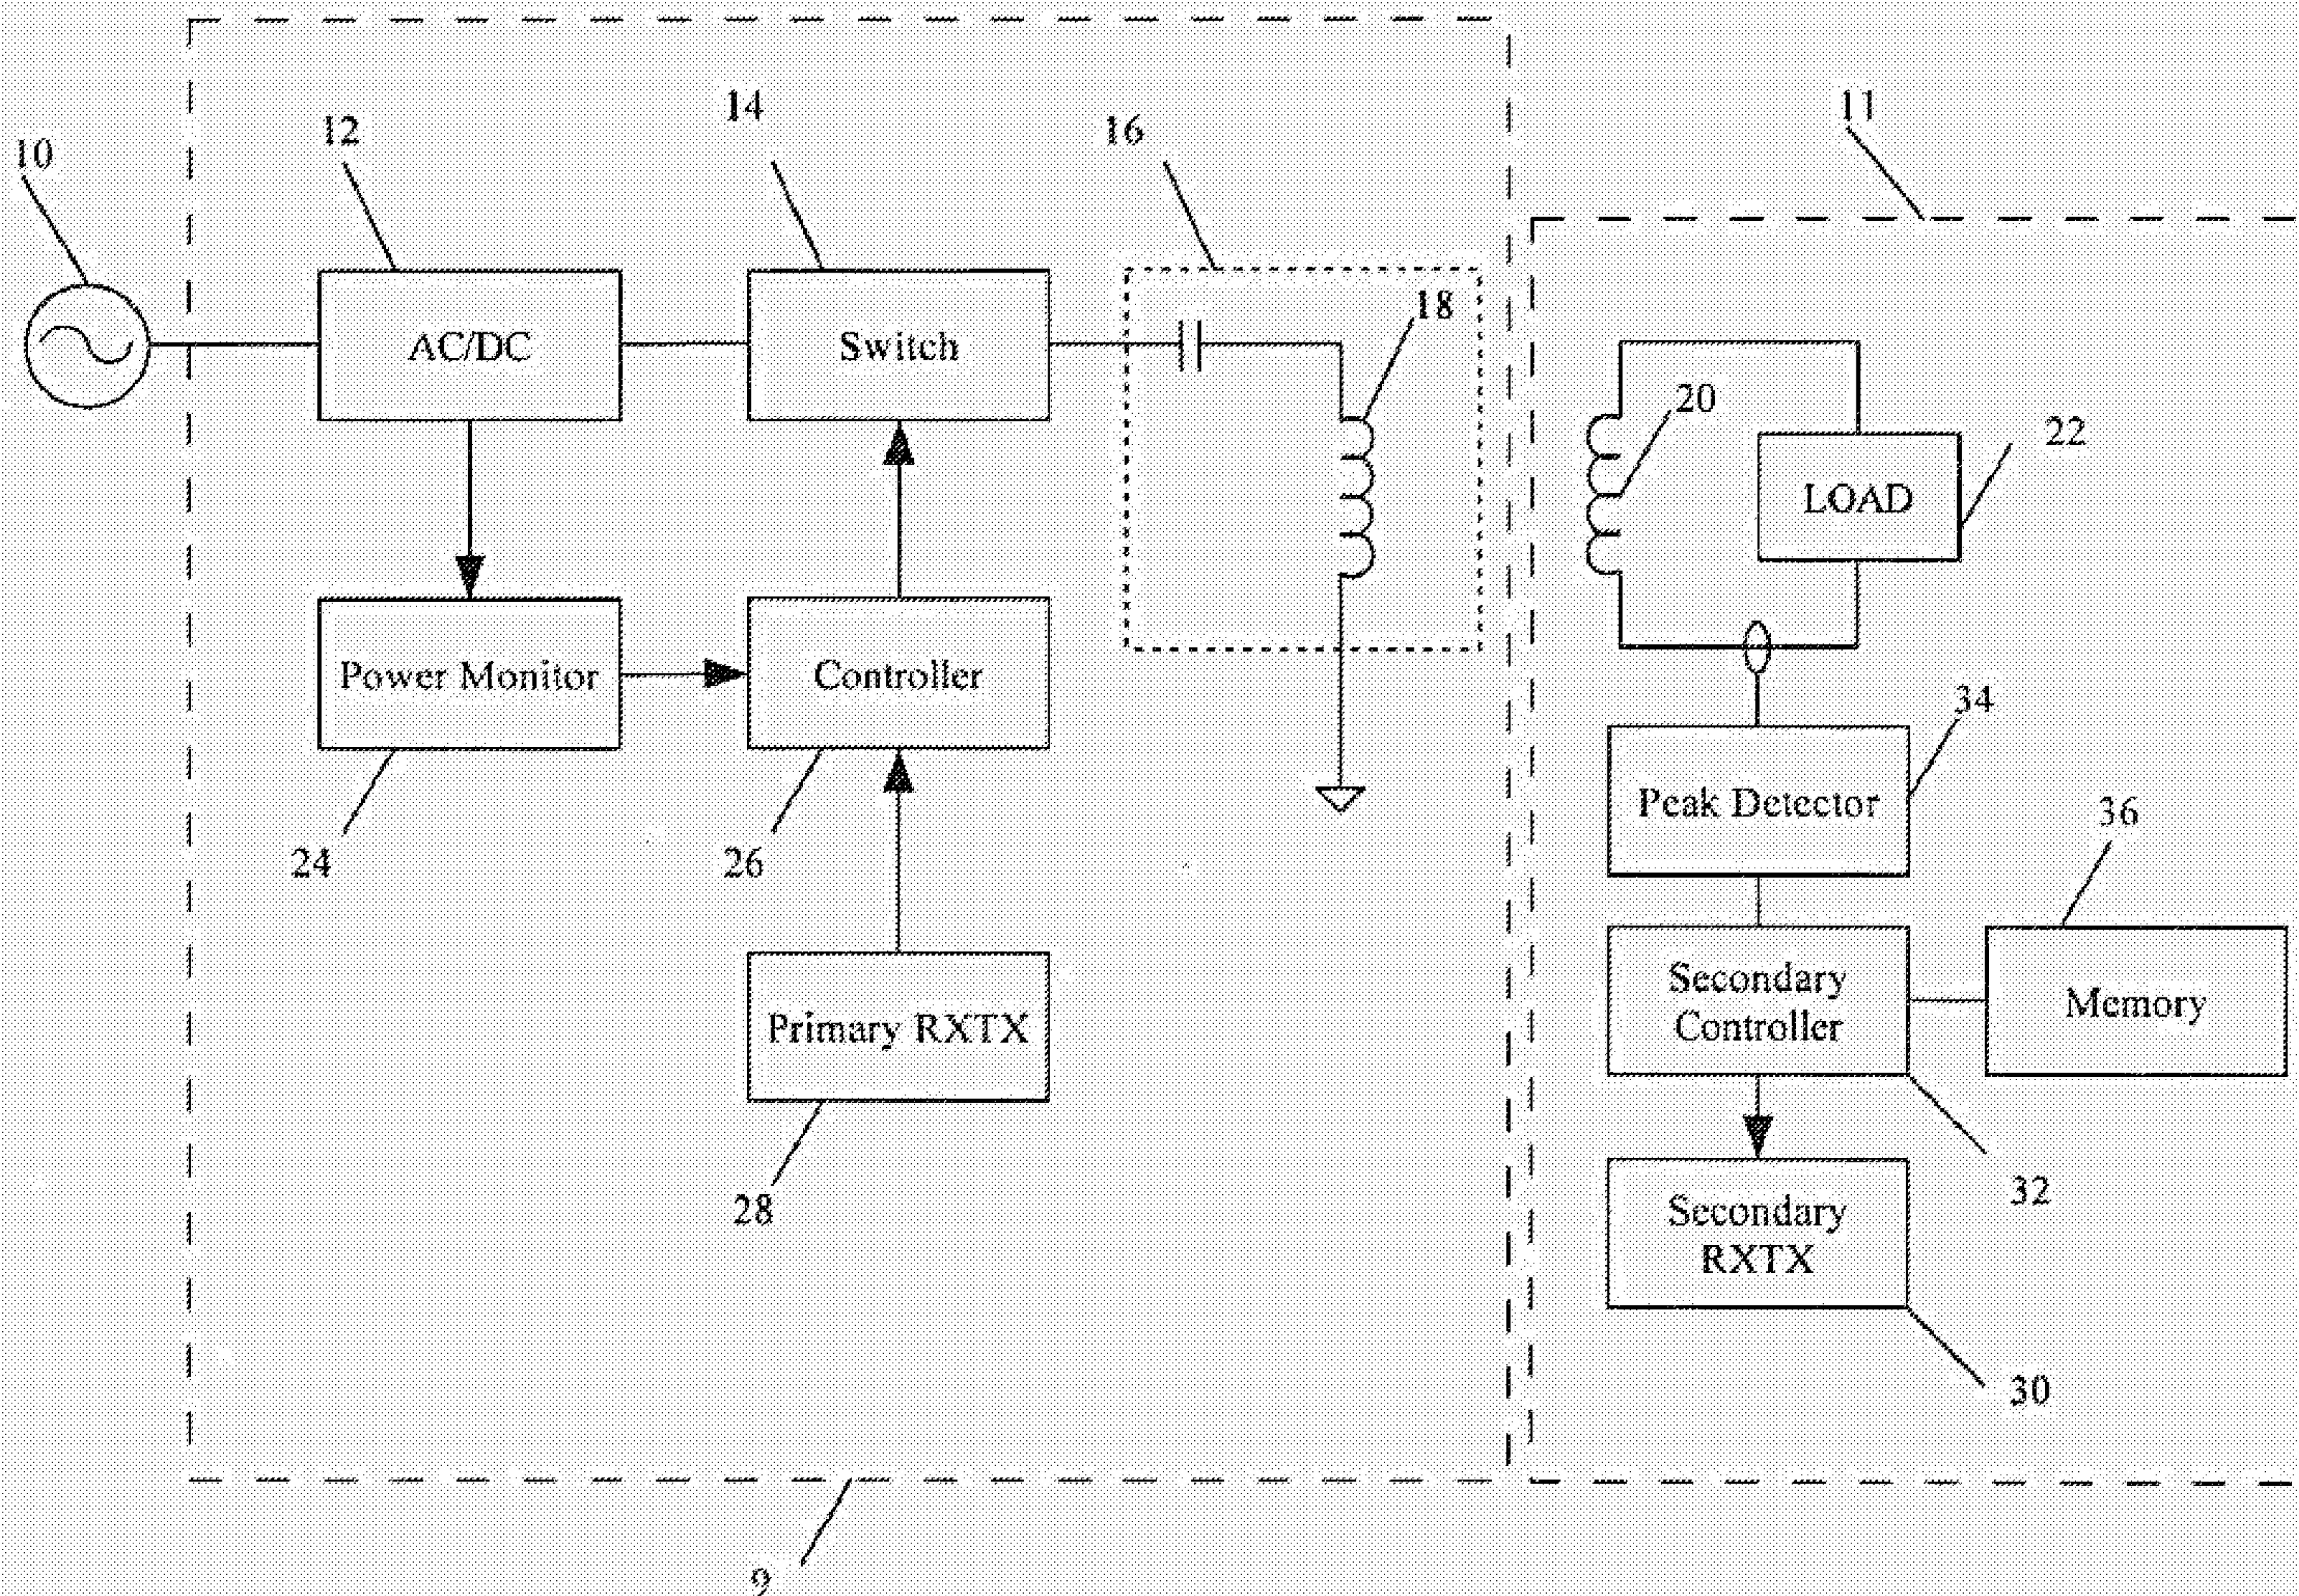 14
11
12
16
10
18
AC/DC
Switch
20
22
LOAD
Power Monitor
Controller
34
Peak Detector
36
24
26
Secondary
Controller
Memory
Primary RXTX
32
28
Secondary
RXTX
30
9